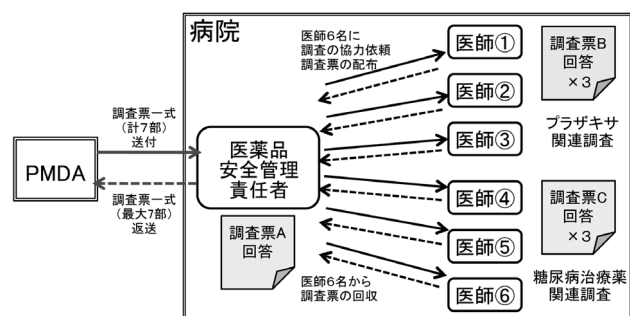 病院
医師6名に
調査の協力依頼
調査票の配布
医師①
医師②
医師③
医師④
医師⑤
医師⑥
調査票B
回答
×3
プラザキサ
関連調査
調査票C
回答
×3
糖尿病治療薬
関連調査
調査票一式
(計7部)
送付
PMDA
調査票一式
(最大7部)
返送
医薬品
安全管理
責任者
調査票A
回答
医師6名から
調査票の回収